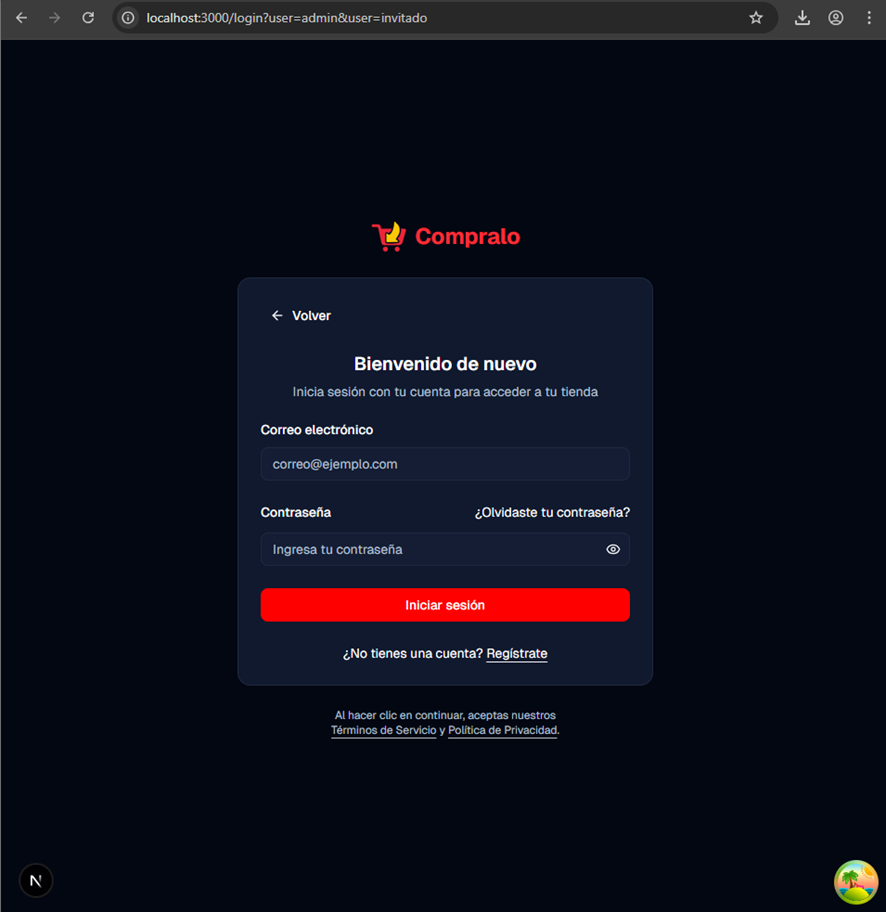 localhost:3000/login?user=admin&user=invitado
Compralo
Volver
Bienvenido de nuevo
Inicia sesión con tu cuenta para acceder a tu tienda
Correo electrónico
correo@ejemplo.com
Contraseña ¿Olvidaste tu contraseña?
Ingresa tu contraseña
Iniciar sesión
¿No tienes una cuenta? Regístrate
Al hacer clic en continuar, aceptas nuestros
Términos de Servicio y Política de Privacidad.
N